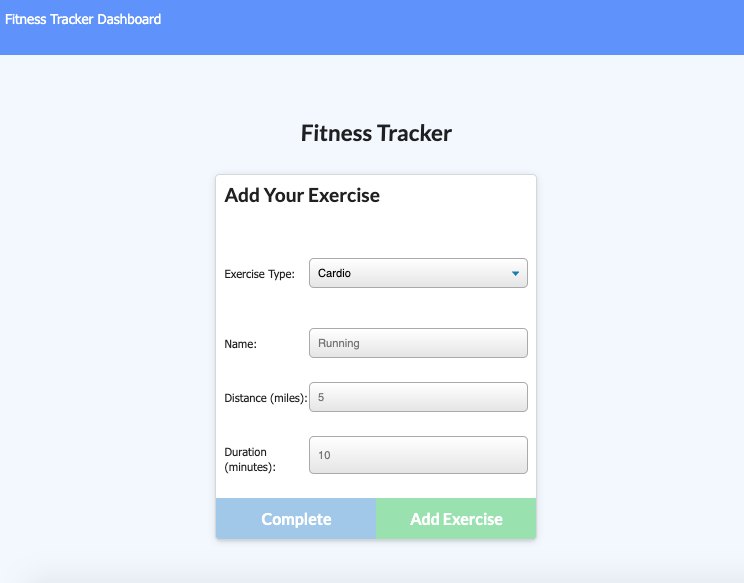 Fitness Tracker Dashboard
Fitness Tracker
Add Your Exercise
Exercise Type: Cardio
Name: Running
Distance (miles): 5
Duration
(minutes): 10
Complete Add Exercise